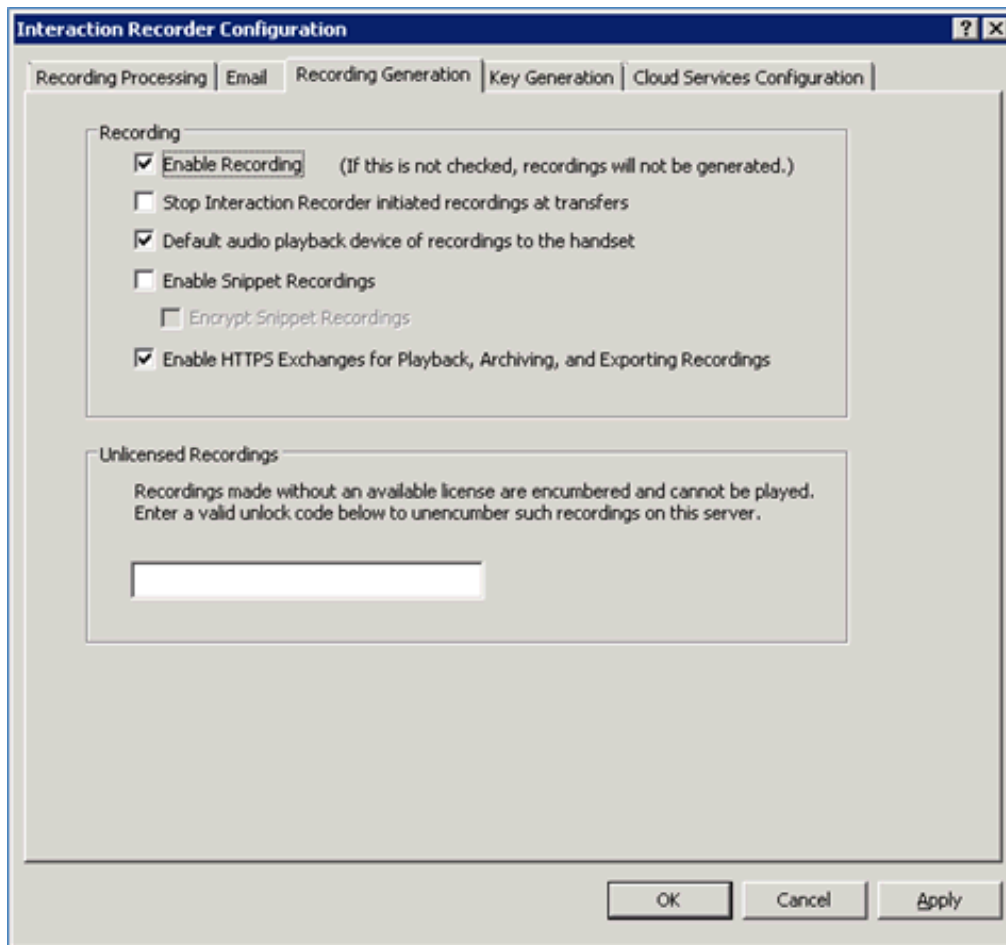 Interaction Recorder Configuration
Recording Processing
Email
Recording Generation
Key Generation
Cloud Services Configuration
Recording
Enable Recording (If this is not checked, recordings will not be generated.)
Stop Interaction Recorder initiated recordings at transfers
Default audio playback device of recordings to the handset
Enable Snippet Recordings
Encrypt Snippet Recordings
Enable HTTPS Exchanges for Playback, Archiving, and Exporting Recordings
Unlicensed Recordings
Recordings made without an available license are encumbered and cannot be played.
Enter a valid unlock code below to unencumber such recordings on this server.
OK
Cancel
Apply